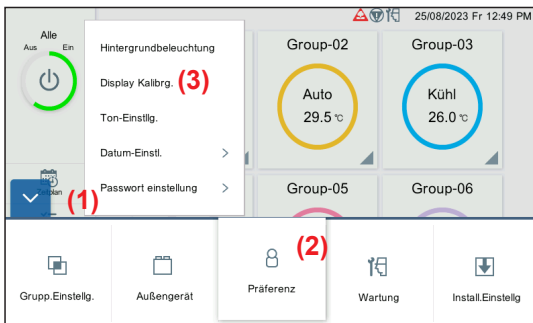 25/08/2023 Fr 12:49 PM
Alle
Aus Ein
Hintergrundbeleuchtung
Display Kalibrg. (3)
Ton-Einstllg.
Datum-Einstl. >
Passwort einstellung >
Group-02
Auto
29.5 °C
Group-03
Kühl
26.0 °C
Group-05
Group-06
(1)
(2)
Grupp.Einstellg.
Außengerät
Präferenz
Wartung
Install.Einstellg